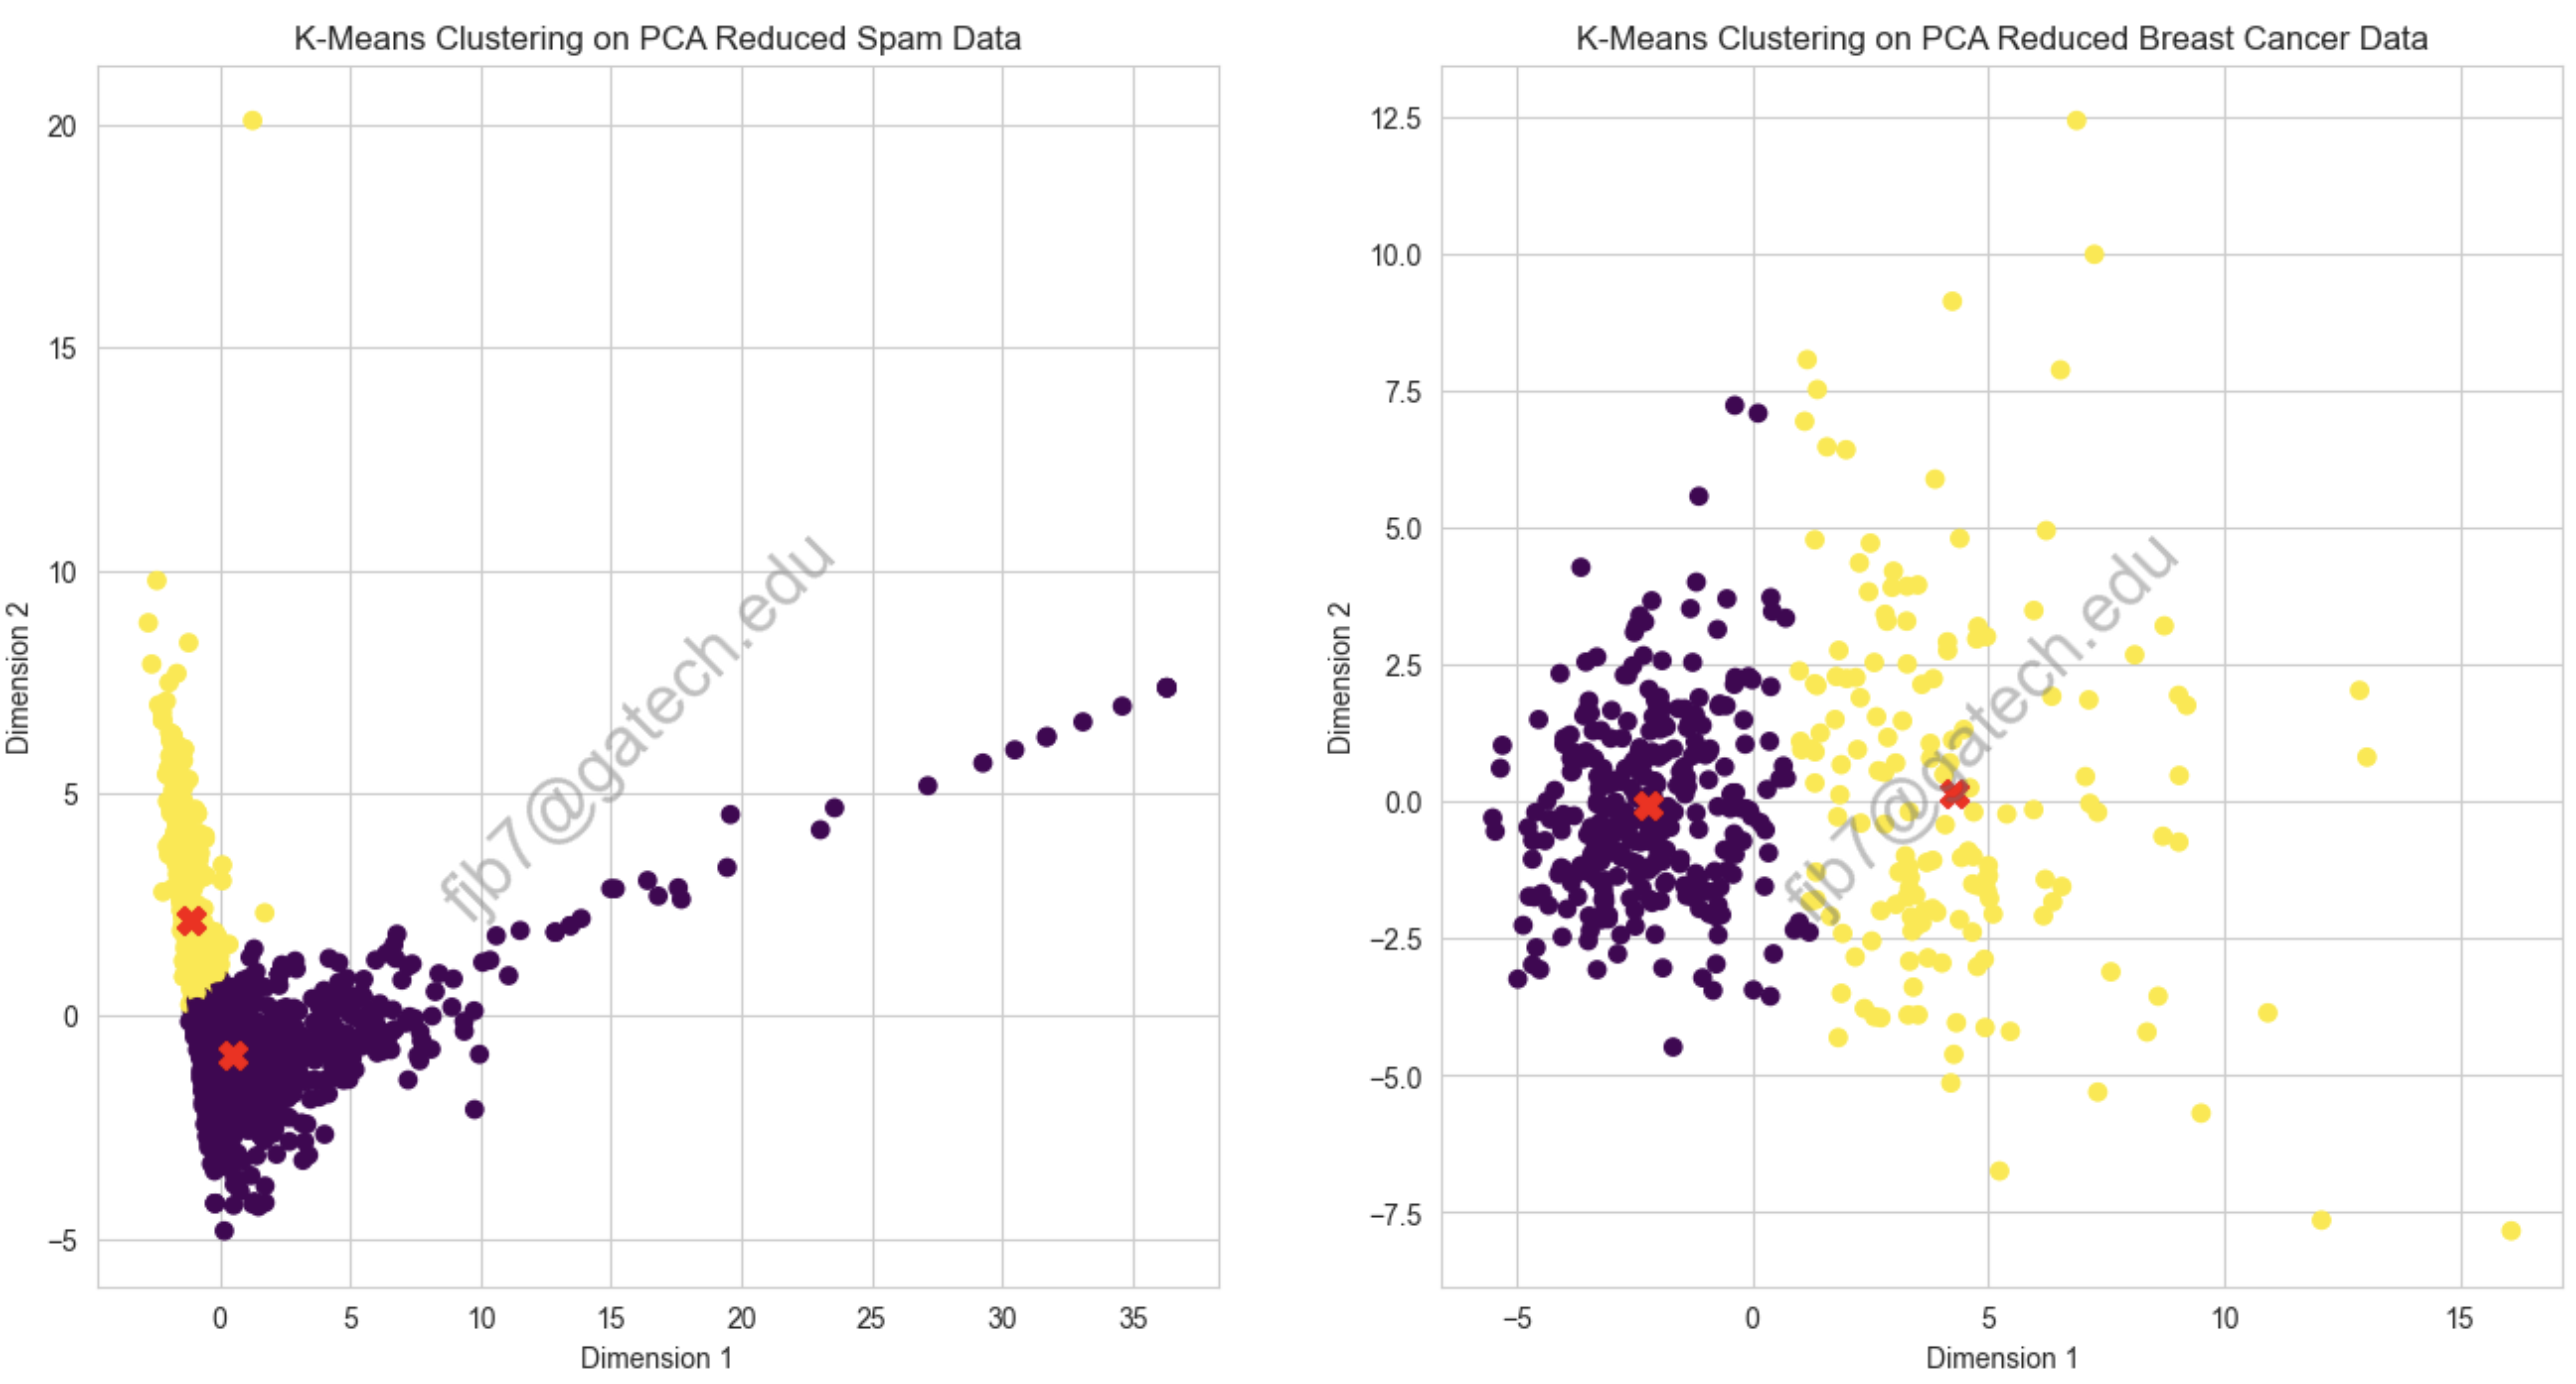 K-Means Clustering on PCA Reduced Spam Data
20
15
10
5
0
−5
Dimension 2
0 5 10 15 20 25 30 35
Dimension 1
fjb7@gatech.edu
K-Means Clustering on PCA Reduced Breast Cancer Data
12.5
10.0
7.5
5.0
2.5
0.0
−2.5
−5.0
−7.5
Dimension 2
−5 0 5 10 15
Dimension 1
fjb7@gatech.edu